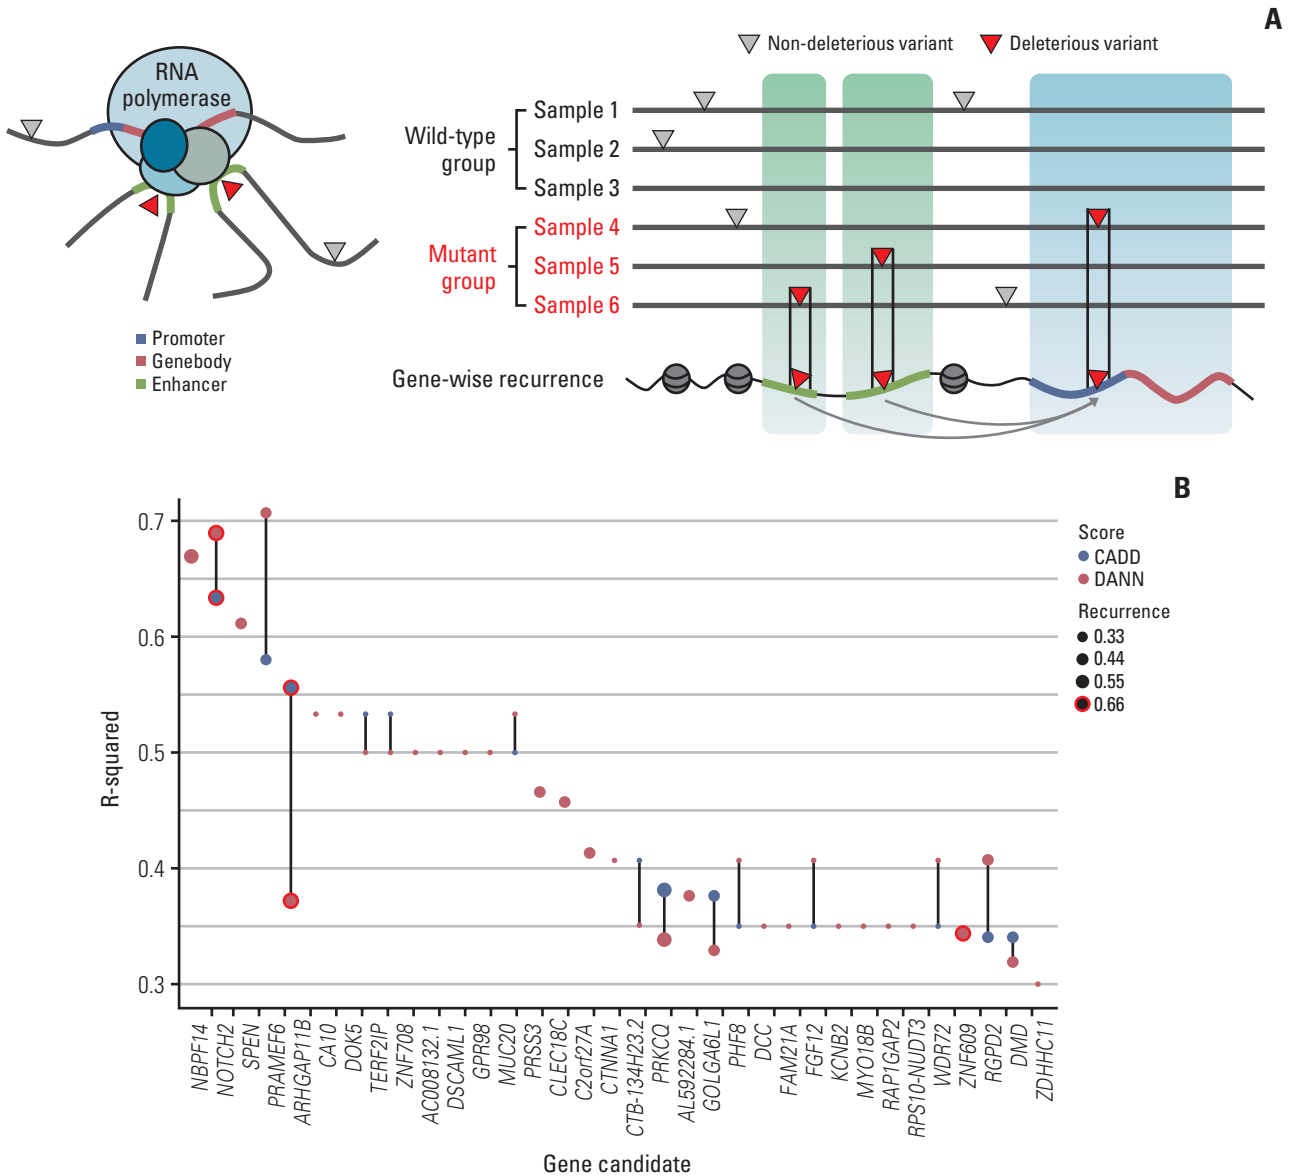 A
RNA
polymerase
Promoter
Genebody
Enhancer
Non-deleterious variant
Deleterious variant
Wild-type
group
Sample 1
Sample 2
Sample 3
Mutant
group
Sample 4
Sample 5
Sample 6
Gene-wise recurrence
B
R-squared
0.7
0.6
0.5
0.4
0.3
NBPF14
NOTCH2
SPEN
PRAMEF6
ARHGAP11B
CA10
DOK5
TERF2IP
ZNF708
AC008132.1
DSCAML1
GPR98
MUC20
PRSS3
CLEC18C
C2orf27A
CTNNA1
CTB-134H23.2
PRKCQ
AL592284.1
GOLGA6L1
PHF8
DCC
FAM21A
FGF12
KCNB2
MYO18B
RAP1GAP2
RPS10-NUDT3
WDR72
ZNF609
RGPD2
DMD
ZDHHC11
Gene candidate
Score
CADD
DANN
Recurrence
0.33
0.44
0.55
0.66